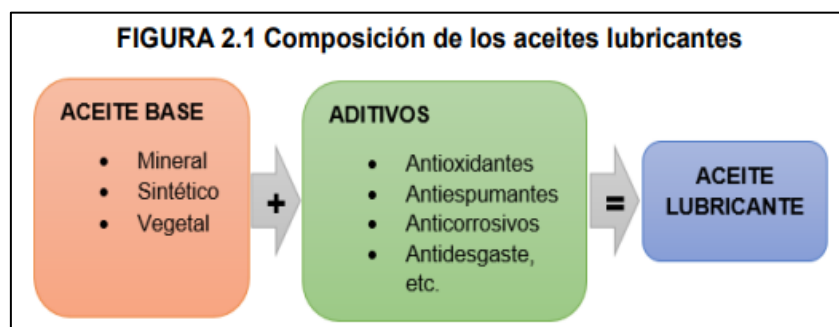 FIGURA 2.1 Composición de los aceites lubricantes
ACEITE BASE
• Mineral
• Sintético
• Vegetal
+
ADITIVOS
• Antioxidantes
• Antiespumantes
• Anticorrosivos
• Antidesgaste,
etc.
=
ACEITE
LUBRICANTE